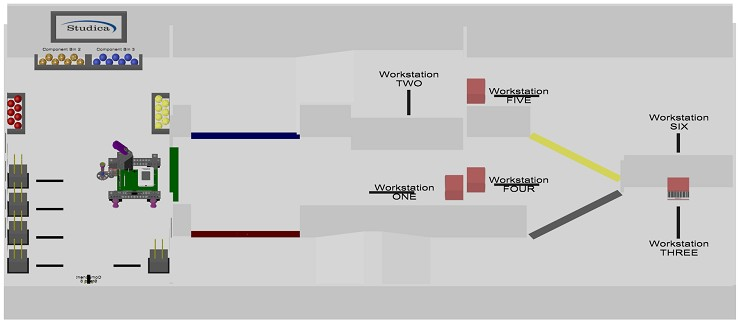 Studica
Component Bin 2
Component Bin 3
Workstation
TWO
Workstation
FIVE
Workstation
SIX
Workstation
ONE
Workstation
FOUR
Workstation
THREE